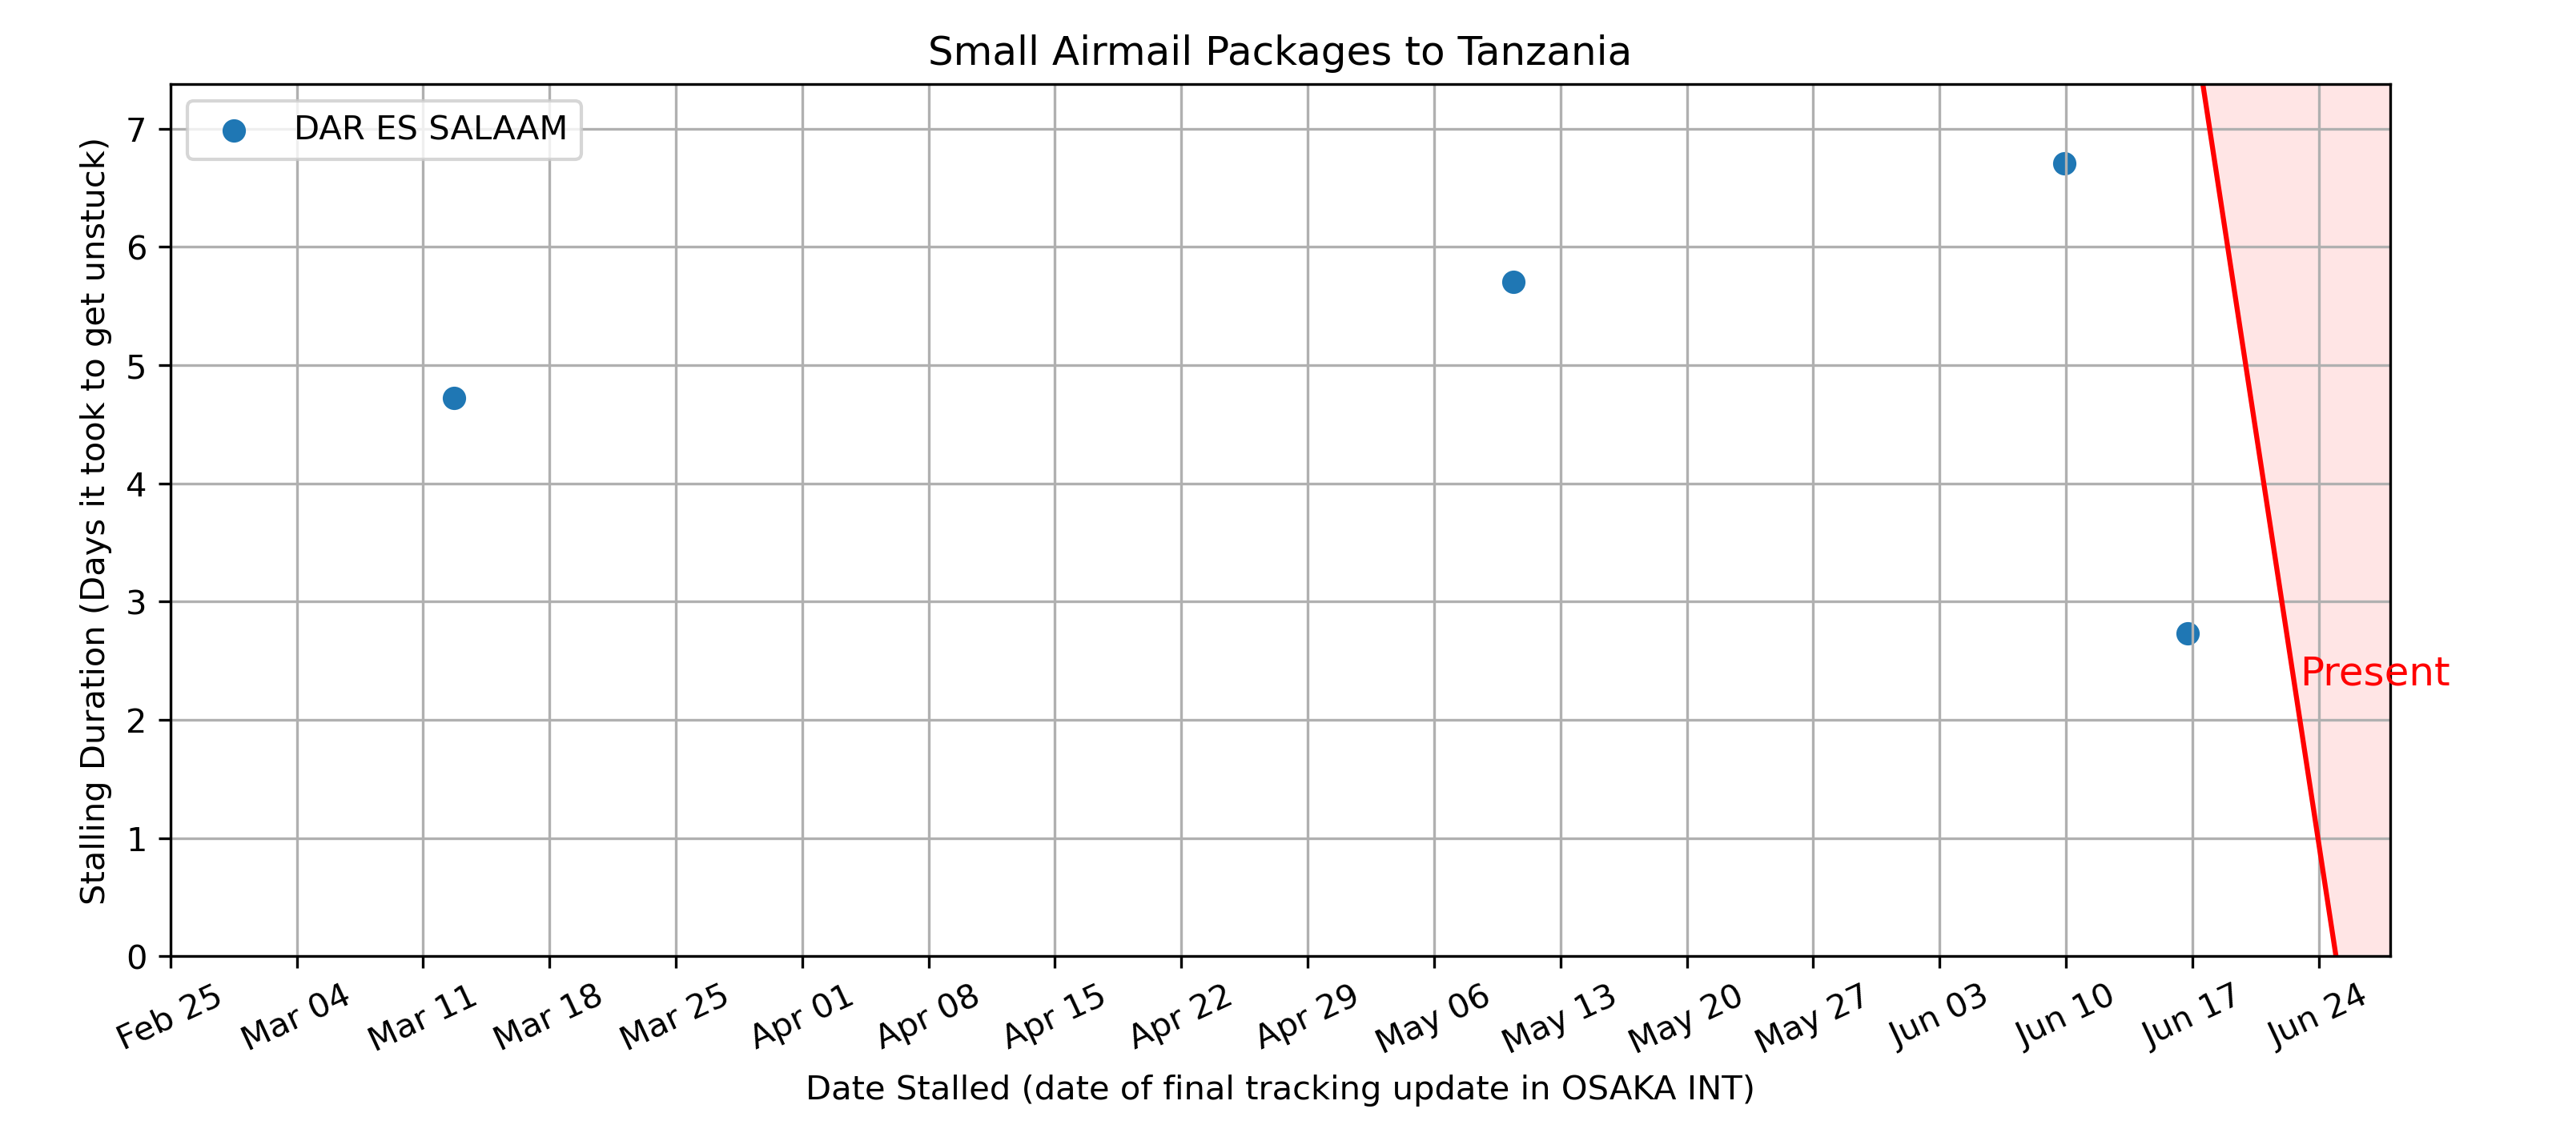 Small Airmail Packages to Tanzania
DAR ES SALAAM
Stalling Duration (Days it took to get unstuck)
7
6
5
4
3
2
1
0
Present
Feb 25
Mar 04
Mar 11
Mar 18
Mar 25
Apr 01
Apr 08
Apr 15
Apr 22
Apr 29
May 06
May 13
May 20
May 27
Jun 03
Jun 10
Jun 17
Jun 24
Date Stalled (date of final tracking update in OSAKA INT)